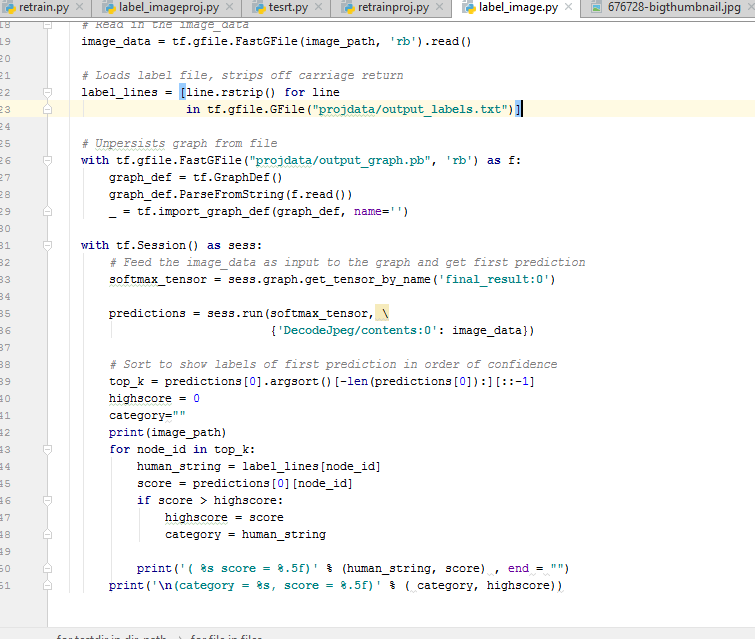 retrain.py label_imageproj.py tesrt.py retrainproj.py label_image.py 676728-bigthumbnail.jpg
18 # Read in the image_data
19 image_data = tf.gfile.FastGFile(image_path, 'rb').read()
20
21 # Loads label file, strips off carriage return
22 label_lines = [line.rstrip() for line
23 in tf.gfile.GFile("projdata/output_labels.txt")]
24
25 # Unpersists graph from file
26 with tf.gfile.FastGFile("projdata/output_graph.pb", 'rb') as f:
27 graph_def = tf.GraphDef()
28 graph_def.ParseFromString(f.read())
29 _ = tf.import_graph_def(graph_def, name='')
30
31 with tf.Session() as sess:
32 # Feed the image_data as input to the graph and get first prediction
33 softmax_tensor = sess.graph.get_tensor_by_name('final_result:0')
34
35 predictions = sess.run(softmax_tensor, \
36 {'DecodeJpeg/contents:0': image_data})
37
38 # Sort to show labels of first prediction in order of confidence
39 top_k = predictions[0].argsort()[-len(predictions[0]):][::-1]
40 highscore = 0
41 category=""
42 print(image_path)
43 for node_id in top_k:
44 human_string = label_lines[node_id]
45 score = predictions[0][node_id]
46 if score > highscore:
47 highscore = score
48 category = human_string
49
50 print('( %s score = %.5f)' % (human_string, score) , end = "")
51 print('\n(category = %s, score = %.5f)' % ( category, highscore))
for testdir in dir_path for file in files